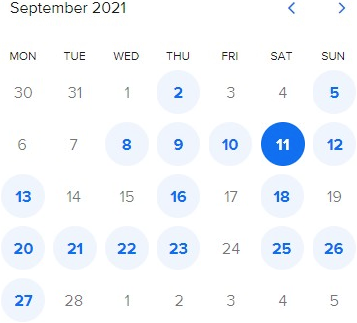 September 2021
MON TUE WED THU FRI SAT SUN
30 31 1 2 3 4 5
6 7 8 9 10 11 12
13 14 15 16 17 18 19
20 21 22 23 24 25 26
27 28 1 2 3 4 5